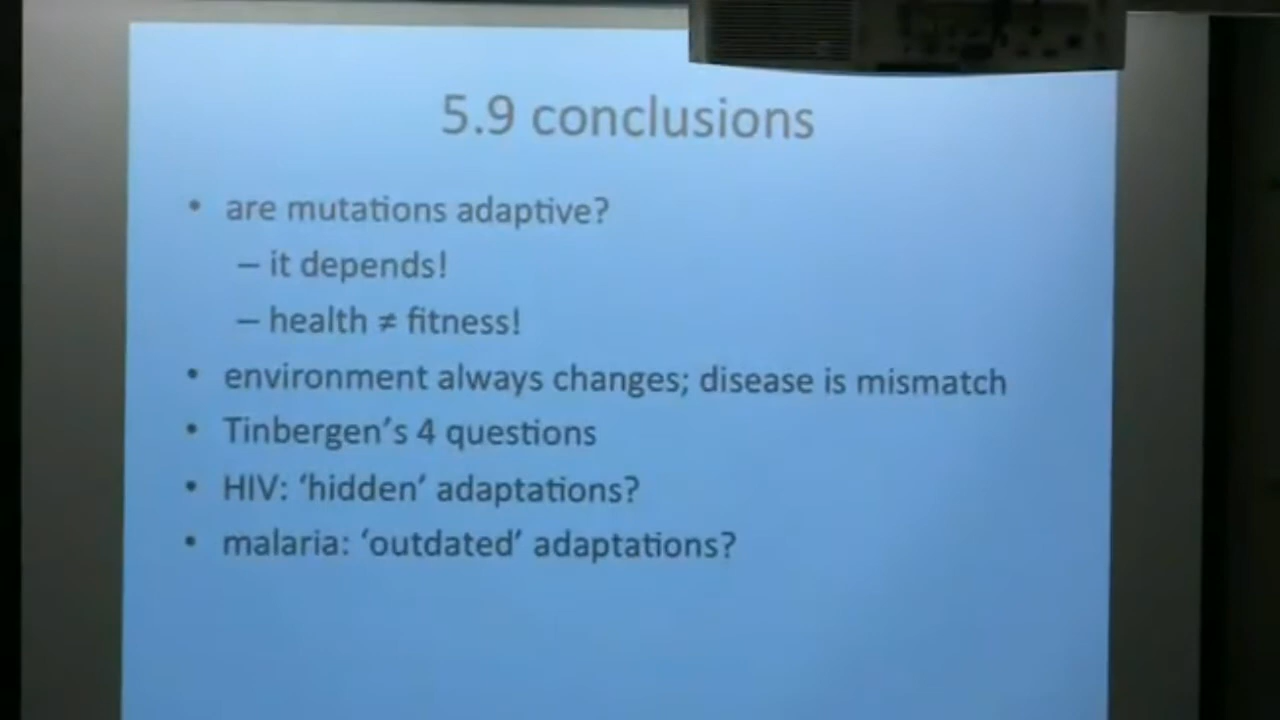 5.9 conclusions
• are mutations adaptive?
– it depends!
– health ≠ fitness!
• environment always changes; disease is mismatch
• Tinbergen’s 4 questions
• HIV: ‘hidden’ adaptations?
• malaria: ‘outdated’ adaptations?